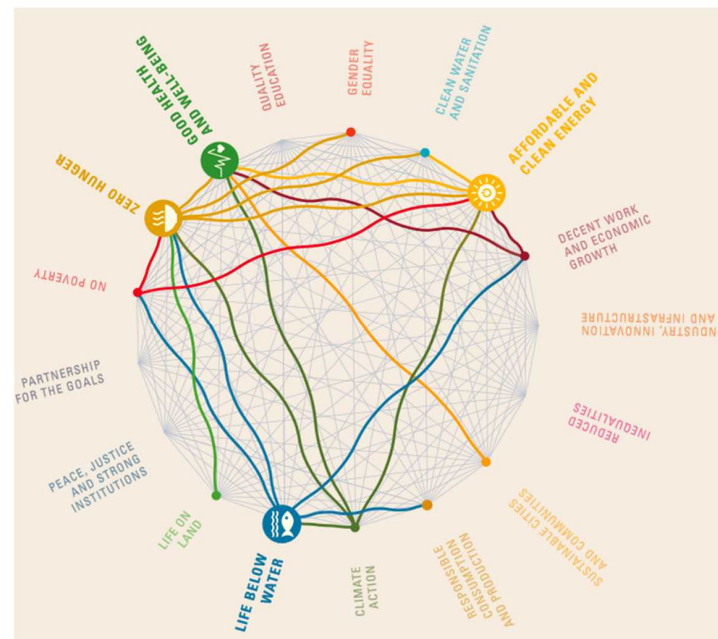 GOOD HEALTH
AND WELL-BEING
QUALITY
EDUCATION
GENDER
EQUALITY
CLEAN WATER
AND SANITATION
AFFORDABLE AND
CLEAN ENERGY
DECENT WORK
AND ECONOMIC
GROWTH
INDUSTRY, INNOVATION
AND INFRASTRUCTURE
REDUCED
INEQUALITIES
SUSTAINABLE CITIES
AND COMMUNITIES
RESPONSIBLE
CONSUMPTION
AND PRODUCTION
CLIMATE
ACTION
LIFE BELOW
WATER
LIFE ON
LAND
PEACE, JUSTICE
AND STRONG
INSTITUTIONS
PARTNERSHIP
FOR THE GOALS
NO POVERTY
ZERO HUNGER